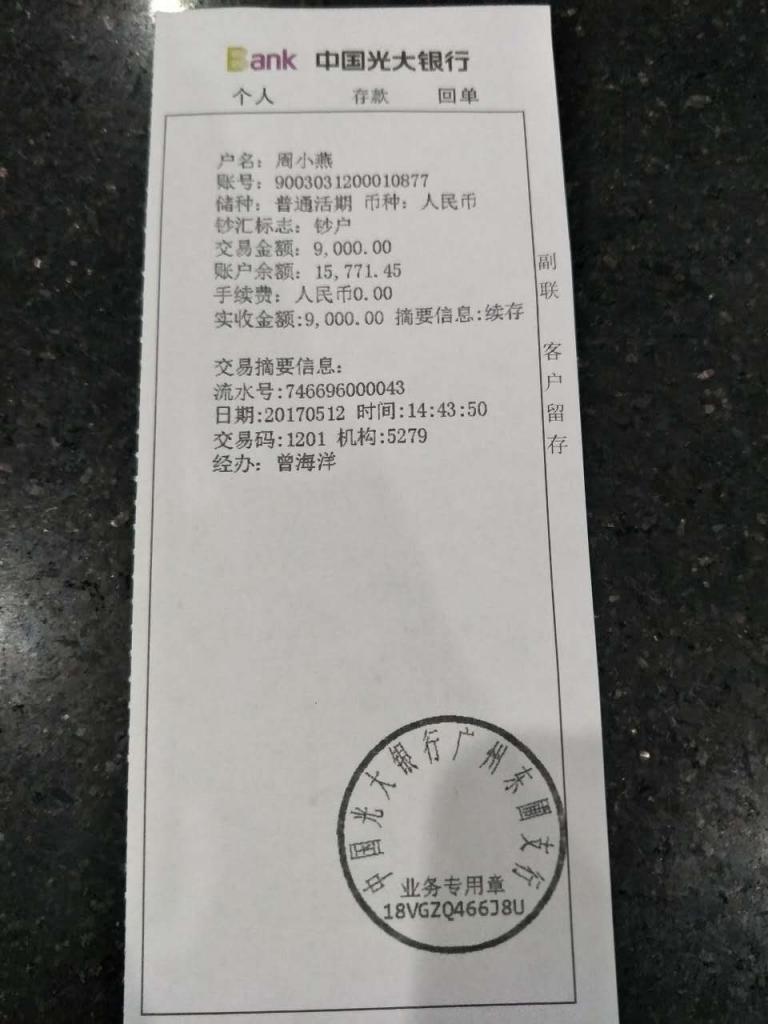 Bank 中国光大银行
个人 存款 回单
户名：周小燕
账号：9003031200010877
储种：普通活期 币种：人民币
钞汇标志：钞户
交易金额：9,000.00
账户余额：15,771.45
手续费：人民币0.00
实收金额:9,000.00 摘要信息:续存
交易摘要信息：
流水号:746696000043
日期:20170512 时间:14:43:50
交易码:1201 机构:5279
经办：曾海洋
副联 客户留存
中国光大银行广州东圃支行
业务专用章
18VGZQ466J8U